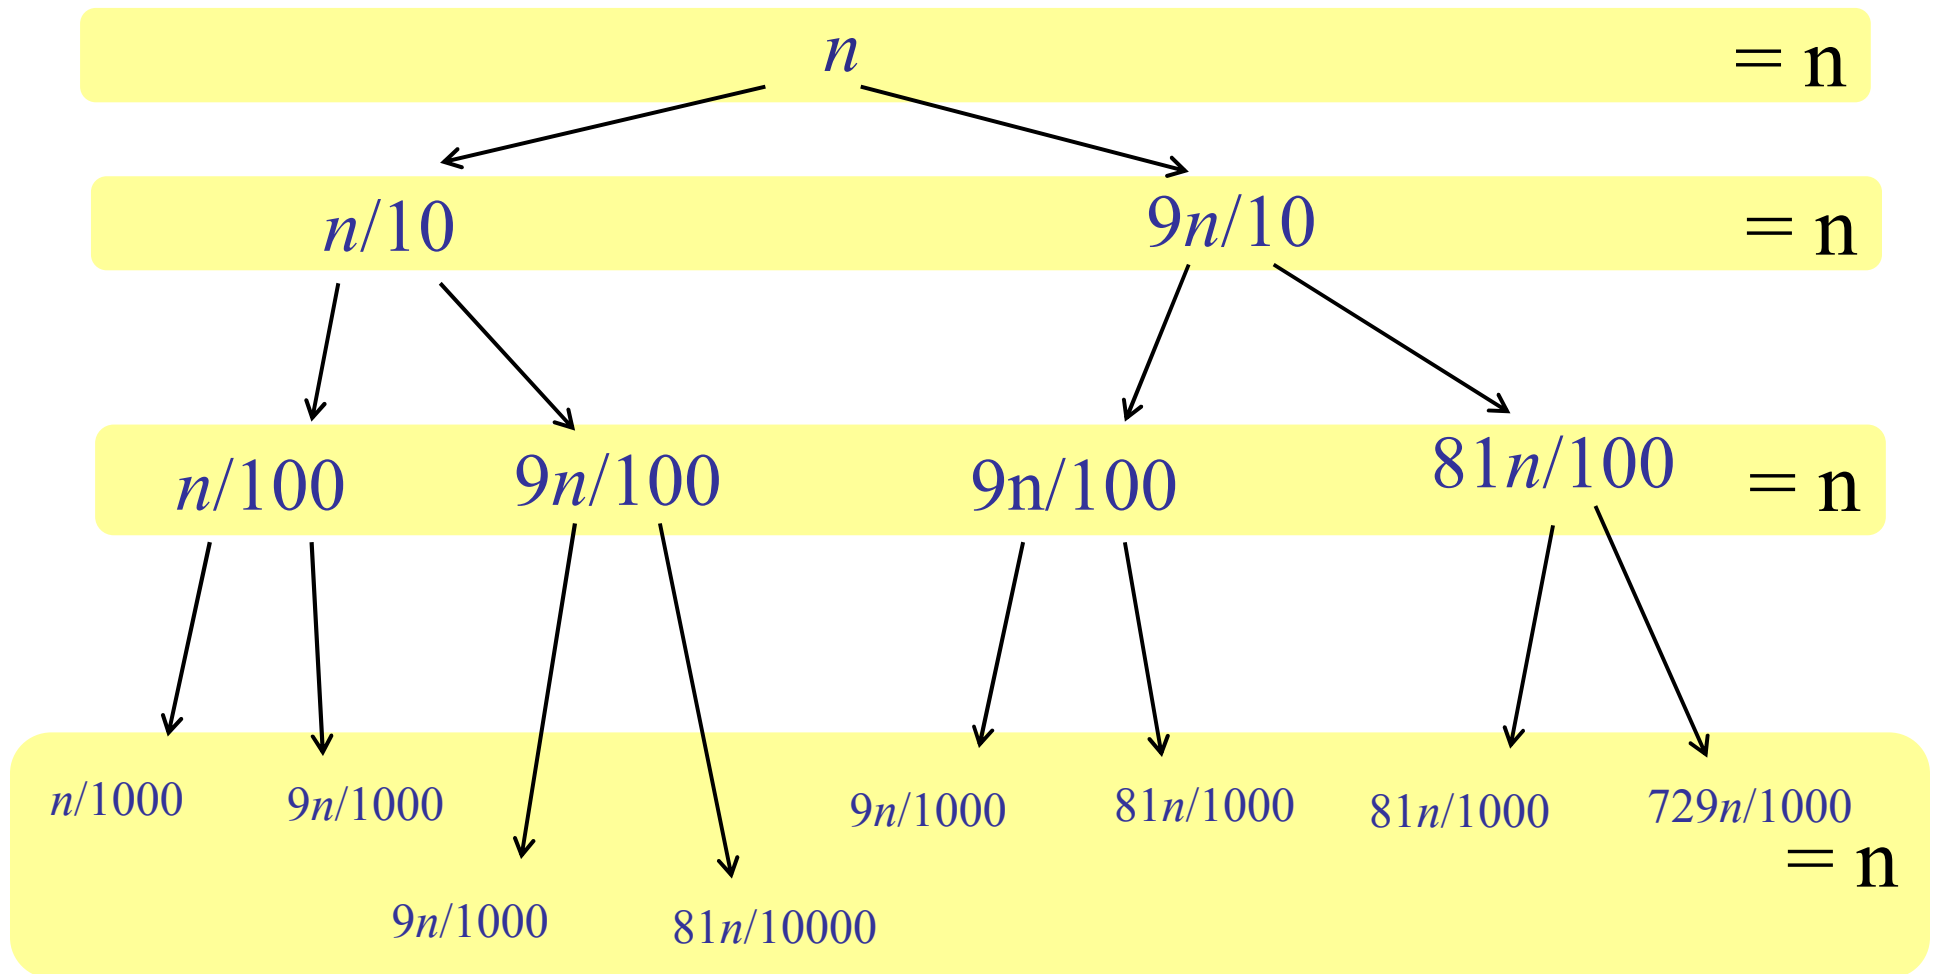 n = n
n/10 9n/10 = n
n/100 9n/100 9n/100 81n/100 = n
n/1000 9n/1000 9n/1000 81n/1000 81n/1000 729n/1000
= n
9n/1000 81n/10000